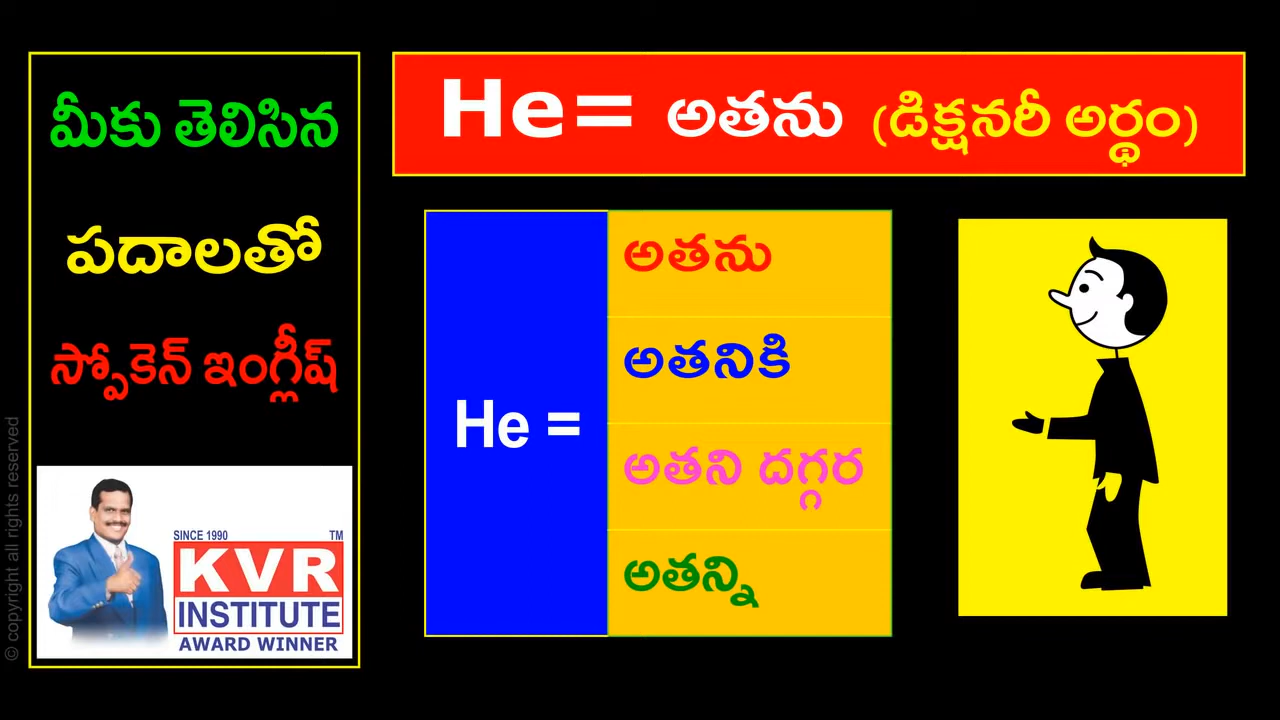 మీకు తెలిసిన
పదాలతో
స్పోకెన్ ఇంగ్లీష్
SINCE 1990 TM
KVR
INSTITUTE
AWARD WINNER
© copyright all rights reserved
He= అతను (డిక్షనరీ అర్థం)
He =
అతను
అతనికి
అతని దగ్గర
అతన్ని